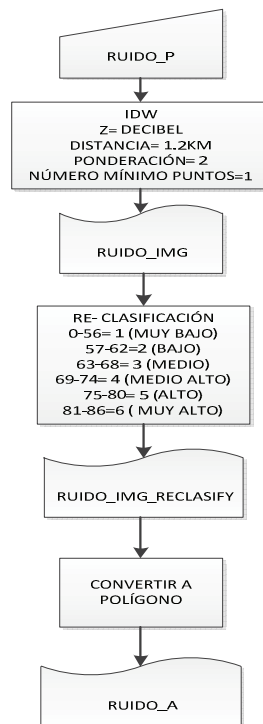 RUIDO_P
IDW
Z= DECIBEL
DISTANCIA= 1.2KM
PONDERACIÓN= 2
NÚMERO MÍNIMO PUNTOS=1
RUIDO_IMG
RE- CLASIFICACIÓN
0-56= 1 (MUY BAJO)
57-62=2 (BAJO)
63-68= 3 (MEDIO)
69-74= 4 (MEDIO ALTO)
75-80= 5 (ALTO)
81-86=6 ( MUY ALTO)
RUIDO_IMG_RECLASIFY
CONVERTIR A
POLÍGONO
RUIDO_A